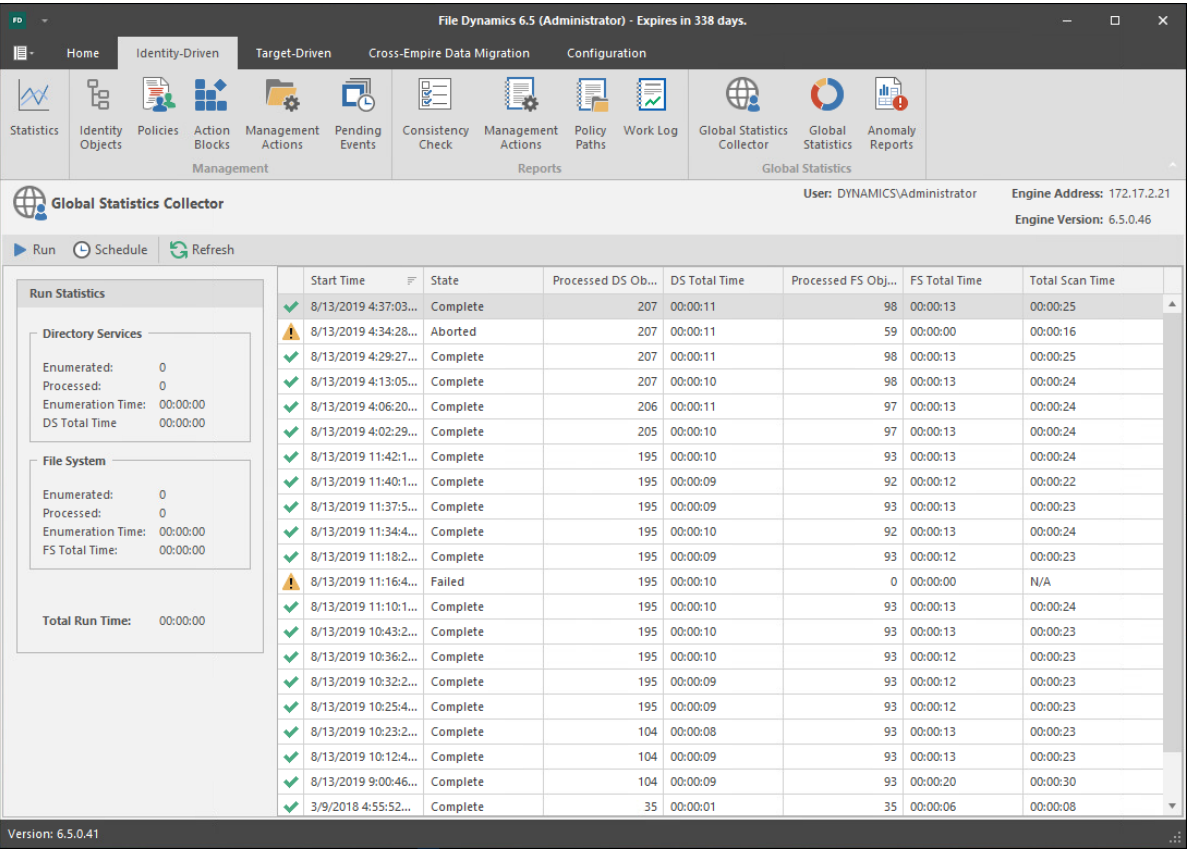 FD
File Dynamics 6.5 (Administrator) - Expires in 338 days.
Home Identity-Driven Target-Driven Cross-Empire Data Migration Configuration
Statistics
Identity Objects
Policies
Action Blocks
Management Actions
Pending Events
Consistency Check
Management Actions
Policy Paths
Work Log
Global Statistics Collector
Global Statistics
Anomaly Reports
Management
Reports
Global Statistics
Global Statistics Collector
User: DYNAMICS\Administrator
Engine Address: 172.17.2.21
Engine Version: 6.5.0.46
Run Schedule Refresh
Run Statistics
Directory Services
Enumerated: 0
Processed: 0
Enumeration Time: 00:00:00
DS Total Time 00:00:00
File System
Enumerated: 0
Processed: 0
Enumeration Time: 00:00:00
FS Total Time: 00:00:00
Total Run Time: 00:00:00
Start Time State Processed DS Ob... DS Total Time Processed FS Obj... FS Total Time Total Scan Time
8/13/2019 4:37:03... Complete 207 00:00:11 98 00:00:13 00:00:25
8/13/2019 4:34:28... Aborted 207 00:00:11 59 00:00:00 00:00:16
8/13/2019 4:29:27... Complete 207 00:00:11 98 00:00:13 00:00:25
8/13/2019 4:13:05... Complete 207 00:00:10 98 00:00:13 00:00:24
8/13/2019 4:06:20... Complete 206 00:00:11 97 00:00:13 00:00:24
8/13/2019 4:02:29... Complete 205 00:00:10 97 00:00:13 00:00:24
8/13/2019 11:42:1... Complete 195 00:00:10 93 00:00:13 00:00:24
8/13/2019 11:40:1... Complete 195 00:00:09 92 00:00:12 00:00:22
8/13/2019 11:37:5... Complete 195 00:00:09 93 00:00:13 00:00:23
8/13/2019 11:34:4... Complete 195 00:00:10 92 00:00:13 00:00:24
8/13/2019 11:18:2... Complete 195 00:00:09 93 00:00:12 00:00:23
8/13/2019 11:16:4... Failed 195 00:00:10 0 00:00:00 N/A
8/13/2019 11:10:1... Complete 195 00:00:10 93 00:00:13 00:00:24
8/13/2019 10:43:2... Complete 195 00:00:10 93 00:00:13 00:00:23
8/13/2019 10:36:2... Complete 195 00:00:10 93 00:00:12 00:00:23
8/13/2019 10:32:2... Complete 195 00:00:09 93 00:00:12 00:00:23
8/13/2019 10:25:4... Complete 195 00:00:09 93 00:00:12 00:00:23
8/13/2019 10:23:2... Complete 104 00:00:08 93 00:00:13 00:00:23
8/13/2019 10:12:4... Complete 104 00:00:09 93 00:00:13 00:00:23
8/13/2019 9:00:46... Complete 104 00:00:09 93 00:00:20 00:00:30
3/9/2018 4:55:52... Complete 35 00:00:01 35 00:00:06 00:00:08
Version: 6.5.0.41